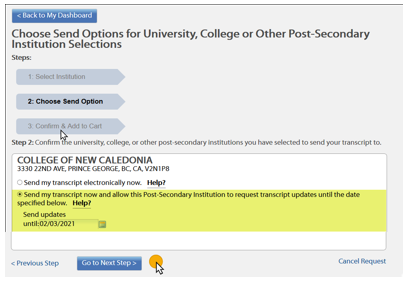 < Back to My Dashboard
Choose Send Options for University, College or Other Post-Secondary
Institution Selections
Steps:
1: Select Institution
2: Choose Send Option
3: Confirm & Add to Cart
Step 2: Confirm the university, college, or other post-secondary institutions you have selected to send your transcript to.
COLLEGE OF NEW CALEDONIA
3330 22ND AVE, PRINCE GEORGE, BC, CA, V2N1P8
Send my transcript electronically now. Help?
Send my transcript now and allow this Post-Secondary Institution to request transcript updates until the date
specified below. Help?
Send updates
until:02/03/2021
< Previous Step
Go to Next Step >
Cancel Request